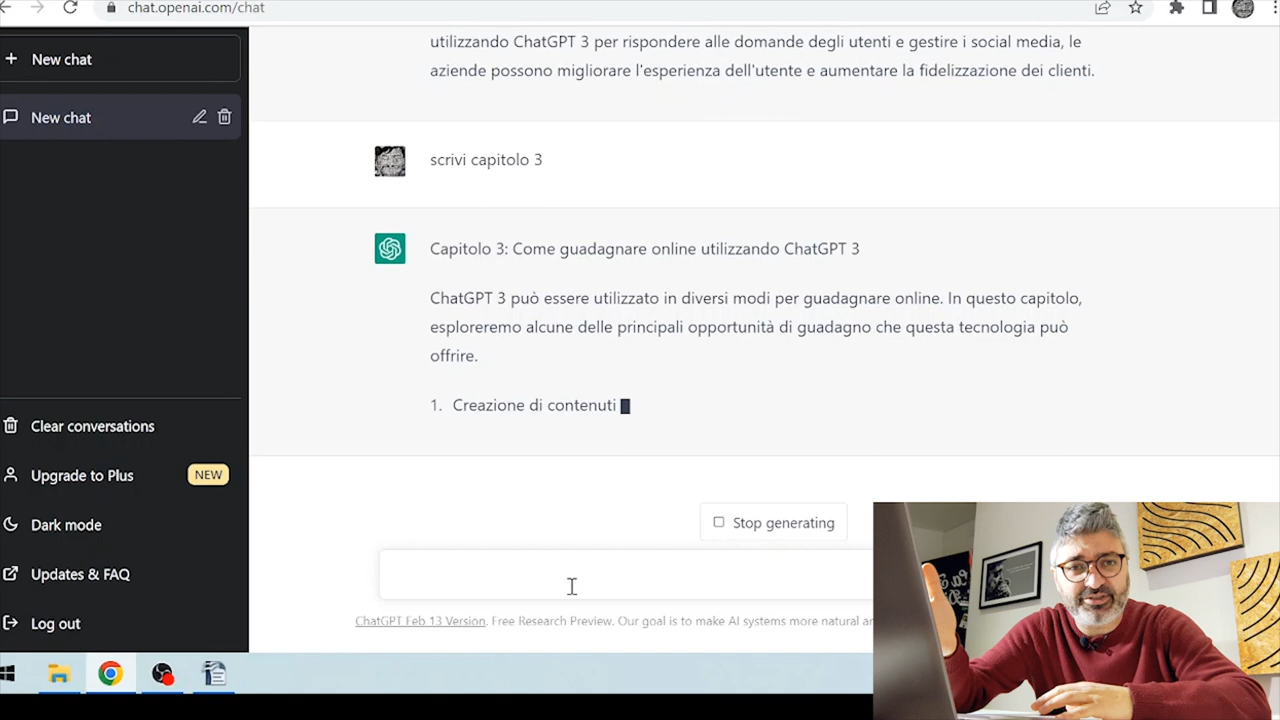 chat.openai.com/chat
New chat
New chat
Clear conversations
Upgrade to Plus NEW
Dark mode
Updates & FAQ
Log out
utilizzando ChatGPT 3 per rispondere alle domande degli utenti e gestire i social media, le
aziende possono migliorare l'esperienza dell'utente e aumentare la fidelizzazione dei clienti.
scrivi capitolo 3
Capitolo 3: Come guadagnare online utilizzando ChatGPT 3
ChatGPT 3 può essere utilizzato in diversi modi per guadagnare online. In questo capitolo,
esploreremo alcune delle principali opportunità di guadagno che questa tecnologia può
offrire.
1. Creazione di contenuti
Stop generating
ChatGPT Feb 13 Version. Free Research Preview. Our goal is to make AI systems more natural